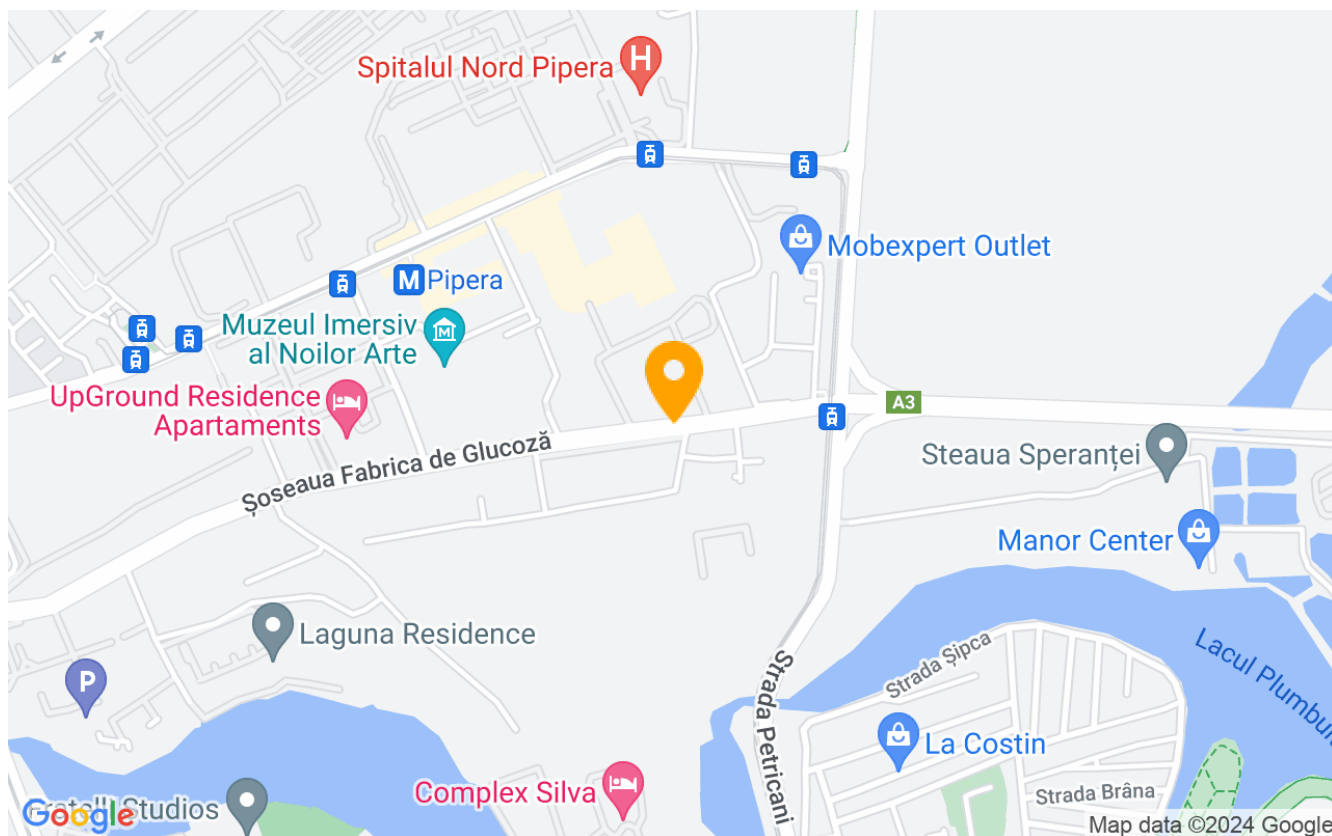 Spitalul Nord Pipera
H
Mobexpert Outlet
M Pipera
Muzeul Imersiv
al Noilor Arte
M
UpGround Residence
Apartaments
A3
Șoseaua Fabrica de Glucoză
Steaua Speranței
Manor Center
Laguna Residence
Strada Șipca
Lacul Plumbui
P
Strada Petricani
La Costin
Complex Silva
Strada Brâna
Studios
Google
Map data ©2024 Google